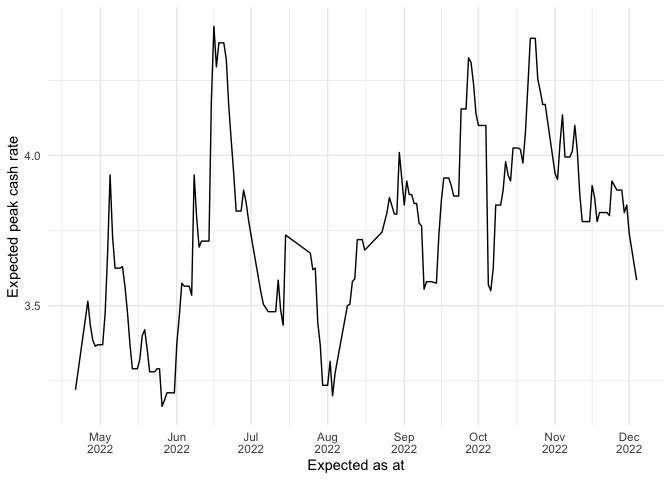 Expected peak cash rate
4.0
3.5
May Jun Jul Aug Sep Oct Nov Dec
2022 2022 2022 2022 2022 2022 2022 2022
Expected as at